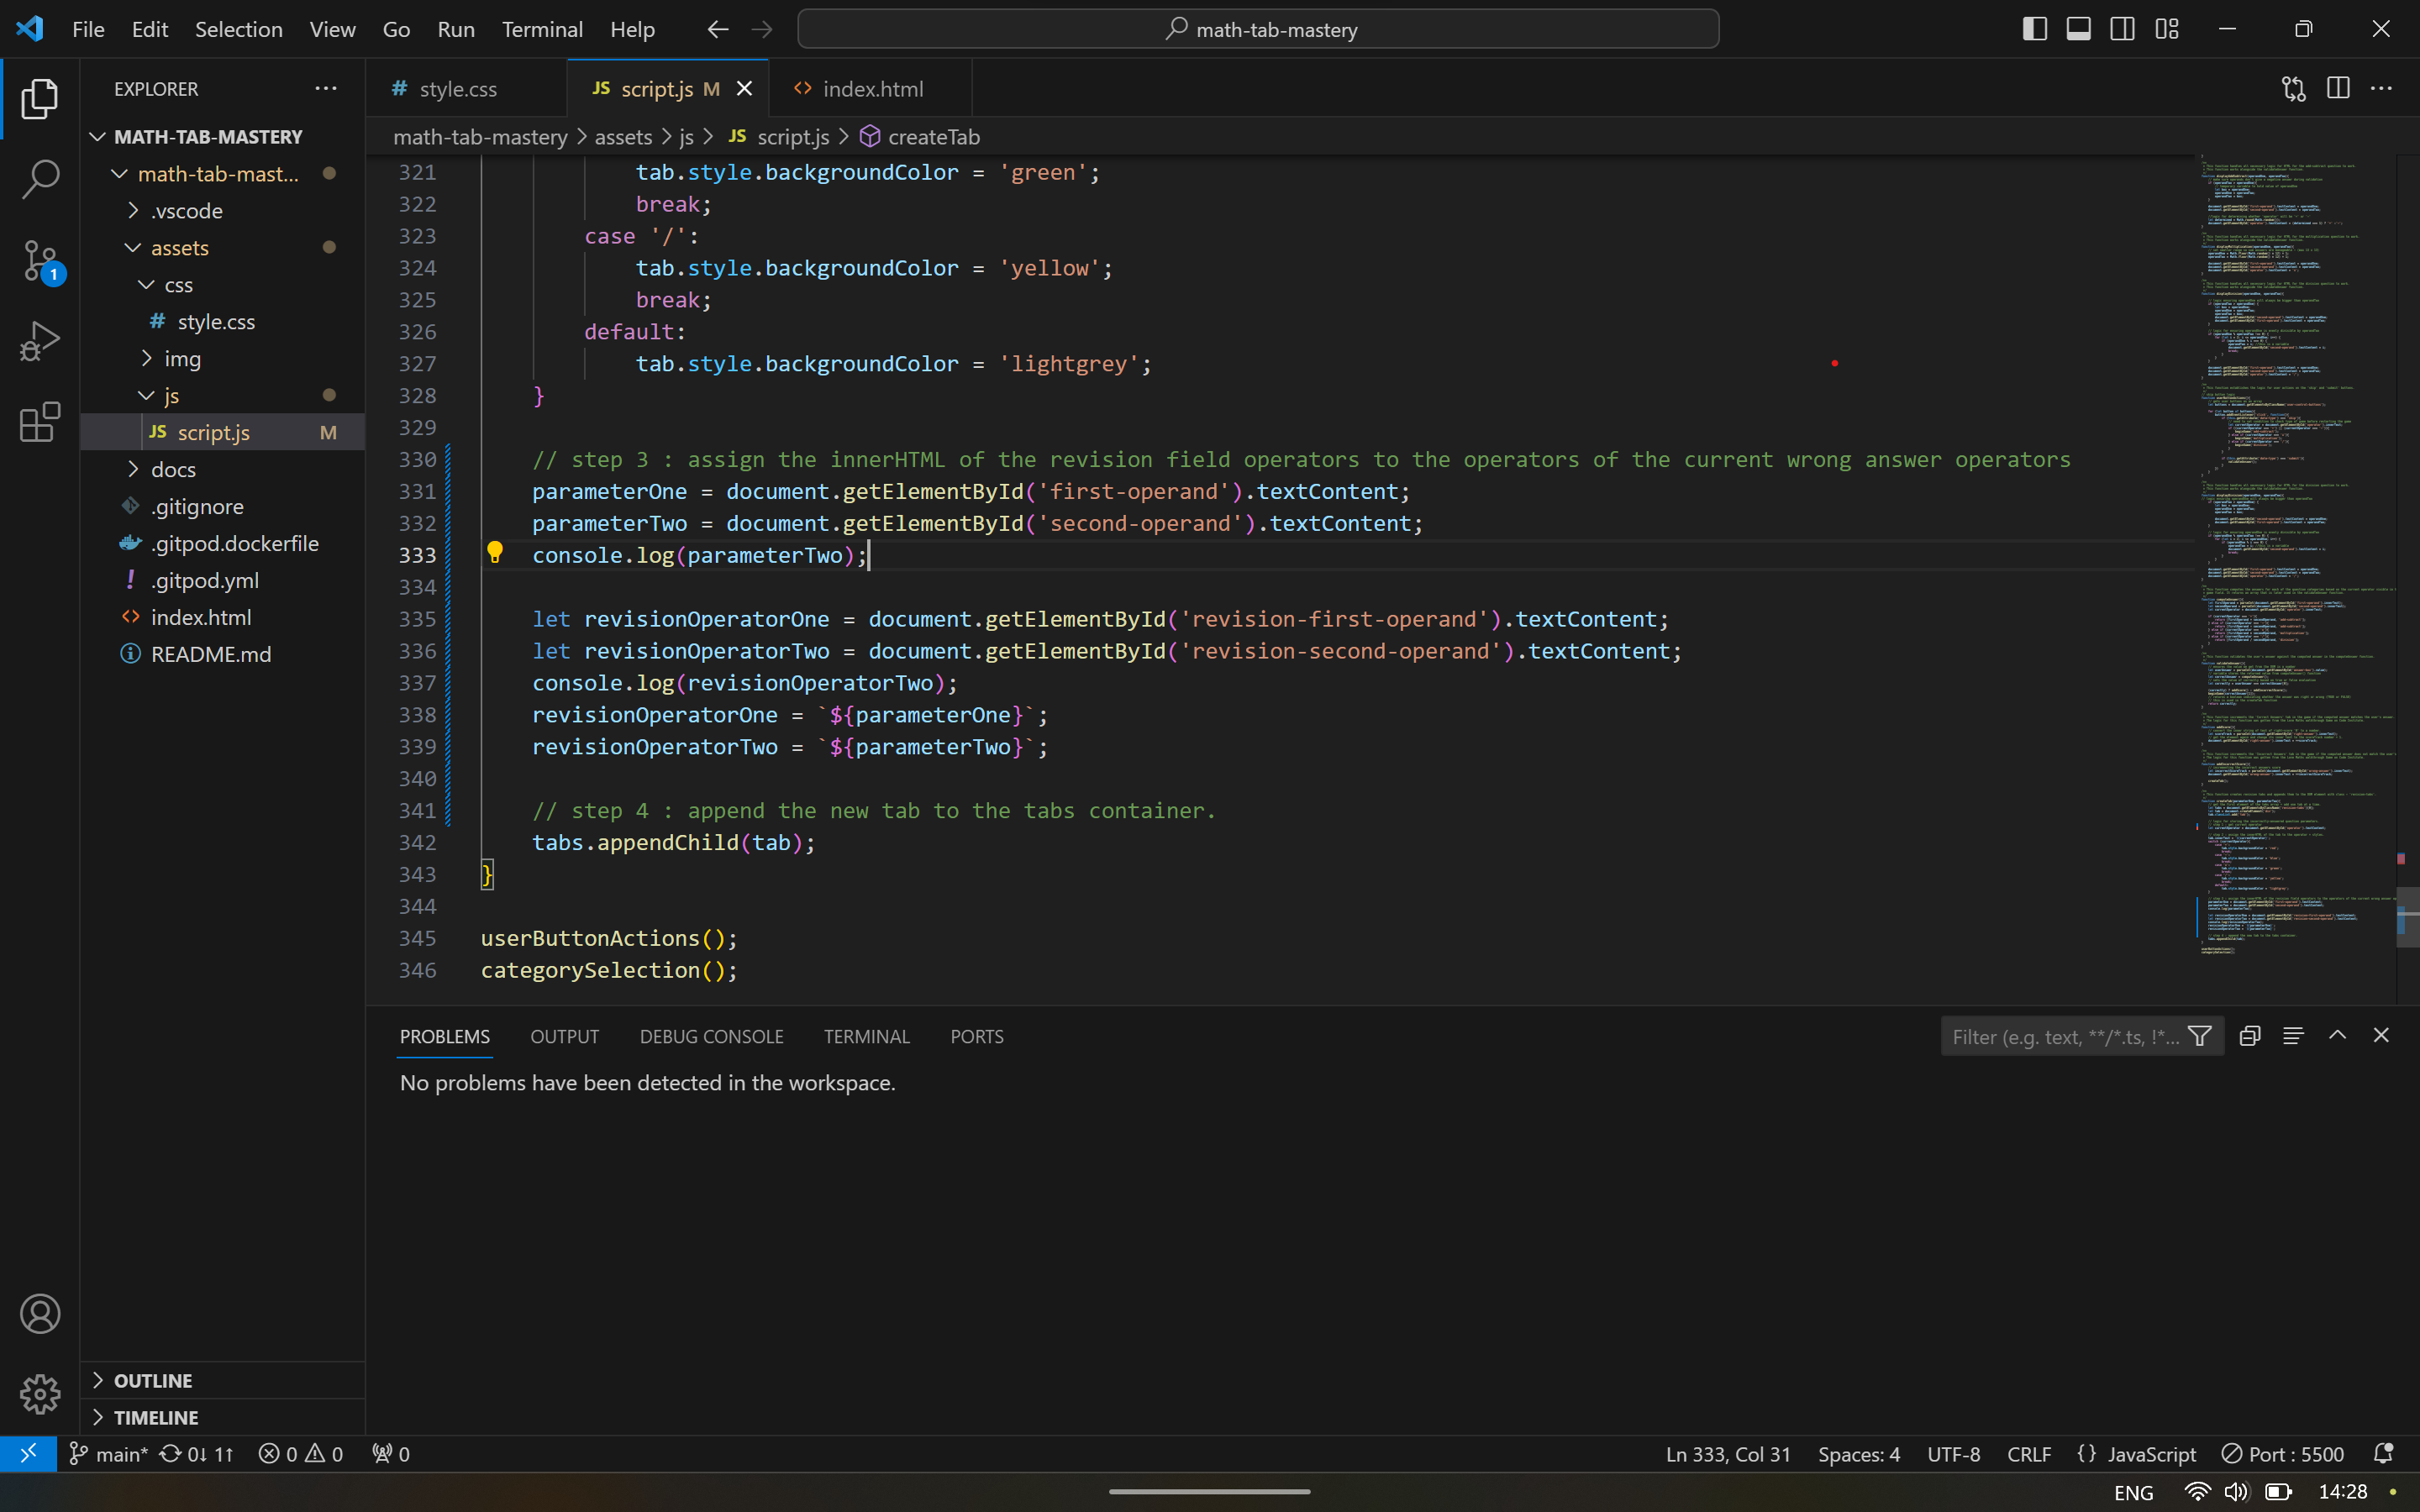 File Edit Selection View Go Run Terminal Help
math-tab-mastery
EXPLORER
MATH-TAB-MASTERY
math-tab-mast...
.vscode
assets
css
# style.css
img
js
JS script.js M
docs
.gitignore
.gitpod.dockerfile
! .gitpod.yml
<> index.html
README.md
OUTLINE
TIMELINE
1
# style.css
JS script.js M
<> index.html
math-tab-mastery > assets > js > JS script.js > createTab
321 tab.style.backgroundColor = 'green';
322 break;
323 case '/':
324 tab.style.backgroundColor = 'yellow';
325 break;
326 default:
327 tab.style.backgroundColor = 'lightgrey';
328 }
329
330 // step 3 : assign the innerHTML of the revision field operators to the operators of the current wrong answer operators
331 parameterOne = document.getElementById('first-operand').textContent;
332 parameterTwo = document.getElementById('second-operand').textContent;
333 console.log(parameterTwo);
334
335 let revisionOperatorOne = document.getElementById('revision-first-operand').textContent;
336 let revisionOperatorTwo = document.getElementById('revision-second-operand').textContent;
337 console.log(revisionOperatorTwo);
338 revisionOperatorOne = `${parameterOne}`;
339 revisionOperatorTwo = `${parameterTwo}`;
340
341 // step 4 : append the new tab to the tabs container.
342 tabs.appendChild(tab);
343 }
344
345 userButtonActions();
346 categorySelection();
PROBLEMS OUTPUT DEBUG CONSOLE TERMINAL PORTS
Filter (e.g. text, **/*.ts, !*...
No problems have been detected in the workspace.
main* 0↓ 1↑ 0 0 0
Ln 333, Col 31 Spaces: 4 UTF-8 CRLF {} JavaScript Port : 5500
ENG 14:28